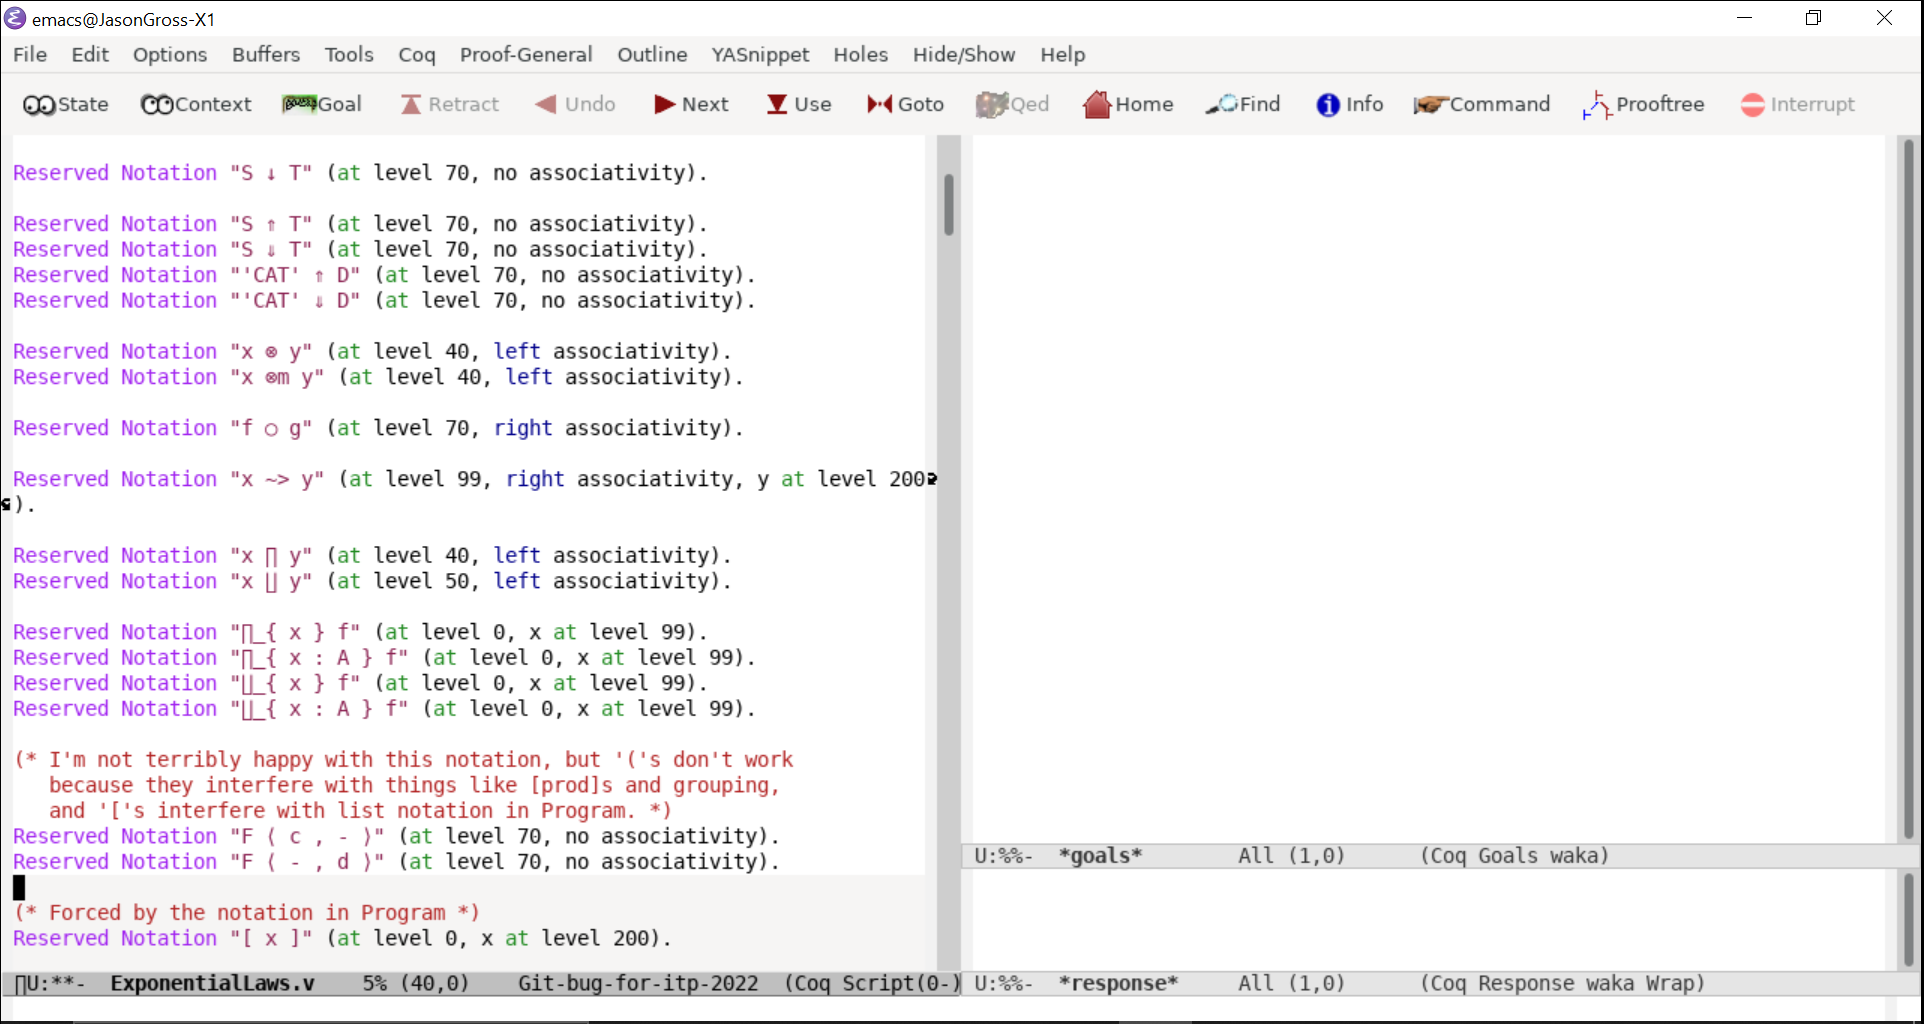 emacs@JasonGross-X1
File Edit Options Buffers Tools Coq Proof-General Outline YASnippet Holes Hide/Show Help
State Context Goal Retract Undo Next Use Goto Qed Home Find Info Command Prooftree Interrupt
Reserved Notation "S ↓ T" (at level 70, no associativity).
Reserved Notation "S ⇑ T" (at level 70, no associativity).
Reserved Notation "S ⇓ T" (at level 70, no associativity).
Reserved Notation "'CAT' ⇑ D" (at level 70, no associativity).
Reserved Notation "'CAT' ⇓ D" (at level 70, no associativity).
Reserved Notation "x ⊗ y" (at level 40, left associativity).
Reserved Notation "x ⊗m y" (at level 40, left associativity).
Reserved Notation "f ○ g" (at level 70, right associativity).
Reserved Notation "x ~> y" (at level 99, right associativity, y at level 200
).
Reserved Notation "x ∏ y" (at level 40, left associativity).
Reserved Notation "x ∐ y" (at level 50, left associativity).
Reserved Notation "∏_{ x } f" (at level 0, x at level 99).
Reserved Notation "∏_{ x : A } f" (at level 0, x at level 99).
Reserved Notation "∐_{ x } f" (at level 0, x at level 99).
Reserved Notation "∐_{ x : A } f" (at level 0, x at level 99).
(* I'm not terribly happy with this notation, but '('s don't work
because they interfere with things like [prod]s and grouping,
and '['s interfere with list notation in Program. *)
Reserved Notation "F ⟨ c , - ⟩" (at level 70, no associativity).
Reserved Notation "F ⟨ - , d ⟩" (at level 70, no associativity).
(* Forced by the notation in Program *)
Reserved Notation "[ x ]" (at level 0, x at level 200).
∏U:**- ExponentialLaws.v 5% (40,0) Git-bug-for-itp-2022 (Coq Script(0-)
U:%%- *goals* All (1,0) (Coq Goals waka)
U:%%- *response* All (1,0) (Coq Response waka Wrap)